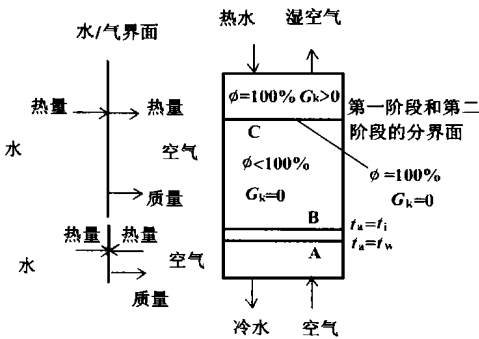 水/气界面
热量
热量
水
空气
质量
热量
热量
水
空气
质量
热水
湿空气
ϕ=100% Gk>0
第一阶段和第二
阶段的分界面
C
ϕ<100%
Gk=0
ϕ=100%
Gk=0
B
ta=ti
ta=tw
A
冷水
空气